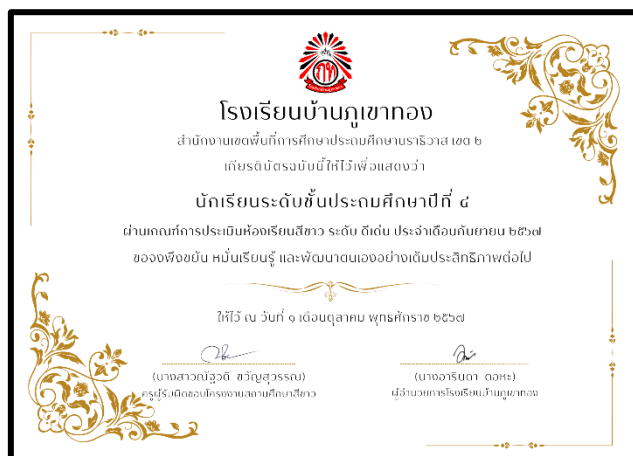 โรงเรียนบ้านภูเขาทอง
สำนักงานเขตพื้นที่การศึกษาประถมศึกษานราธิวาส เขต ๒
เกียรติบัตรฉบับนี้ให้ไว้เพื่อแสดงว่า
นักเรียนระดับชั้นประถมศึกษาปีที่ ๔
ผ่านเกณฑ์การประเมินห้องเรียนสีขาว ระดับ ดีเด่น ประจำเดือนกันยายน ๒๕๖๗
ขอจงพึงขยัน หมั่นเรียนรู้ และพัฒนาตนเองอย่างเต็มประสิทธิภาพต่อไป
ให้ไว้ ณ วันที่ ๑ เดือนตุลาคม พุทธศักราช ๒๕๖๗
(นางสาวณัฐวดี ขวัญสุวรรณ)
ครูผู้รับผิดชอบโครงงานสถานศึกษาสีขาว
(นางอารินดา ดอหะ)
ผู้อำนวยการโรงเรียนบ้านภูเขาทอง